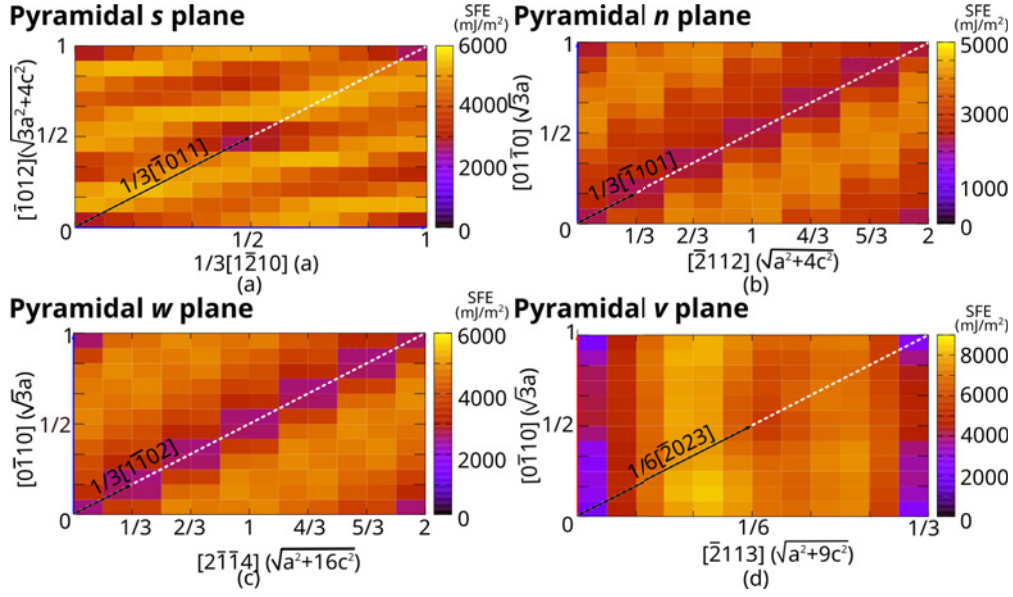 Pyramidal s plane
SFE
(mJ/m²)
[1̅012](√3a²+4c²)
1
1/2
0
1/3[1̅011]
1/2
1
1/3[12̅10] (a)
(a)
6000
4000
2000
0
Pyramidal n plane
SFE
(mJ/m²)
[011̅0] (√3a)
1
1/2
0
1/3[1̅101]
1/3
2/3
1
4/3
5/3
2
[2̅112] (√a²+4c²)
(b)
5000
4000
3000
1000
0
Pyramidal w plane
SFE
(mJ/m²)
[01̅10] (√3a)
1
1/2
0
1/3[11̅02]
1/3
2/3
1
4/3
5/3
2
[21̅1̅4] (√a²+16c²)
(c)
6000
4000
2000
0
Pyramidal v plane
SFE
(mJ/m²)
[01̅10] (√3a)
1
1/2
0
1/6[2̅023]
1/6
1/3
[2̅113] (√a²+9c²)
(d)
8000
6000
4000
2000
0